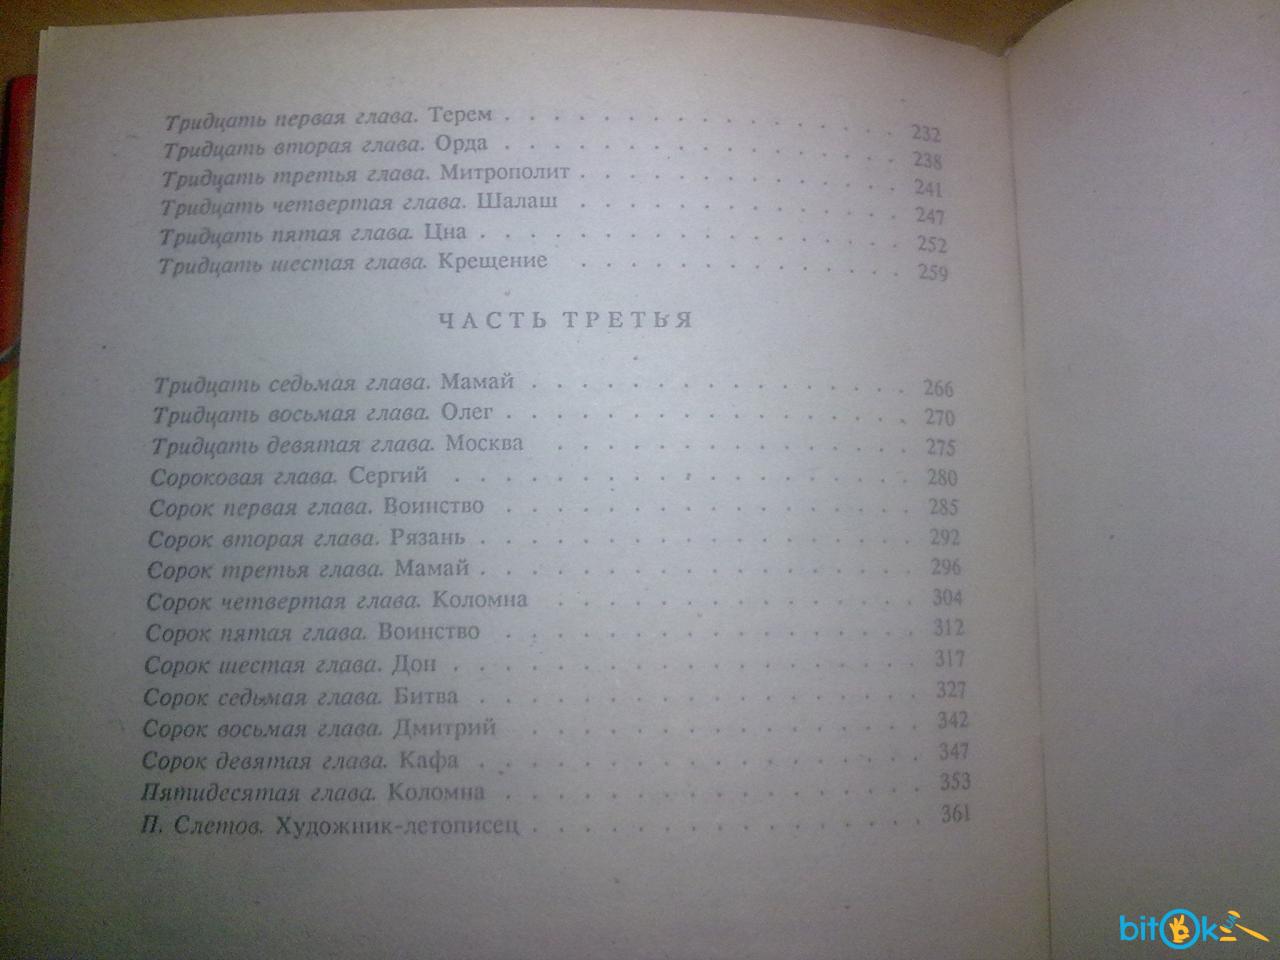 Тридцать первая глава. Терем . . . . . . . . . . . . . . . . . 232
Тридцать вторая глава. Орда . . . . . . . . . . . . . . . . . 238
Тридцать третья глава. Митрополит . . . . . . . . . . . . . . 241
Тридцать четвертая глава. Шалаш . . . . . . . . . . . . . . 247
Тридцать пятая глава. Цна . . . . . . . . . . . . . . . . . . 252
Тридцать шестая глава. Крещение . . . . . . . . . . . . . . 259
ЧАСТЬ ТРЕТЬЯ
Тридцать седьмая глава. Мамай . . . . . . . . . . . . . . . . 266
Тридцать восьмая глава. Олег . . . . . . . . . . . . . . . . . 270
Тридцать девятая глава. Москва . . . . . . . . . . . . . . . 275
Сороковая глава. Сергий . . . . . . . . . . . . . . . . . . . 280
Сорок первая глава. Воинство . . . . . . . . . . . . . . . . . 285
Сорок вторая глава. Рязань . . . . . . . . . . . . . . . . . . 292
Сорок третья глава. Мамай . . . . . . . . . . . . . . . . . . 296
Сорок четвертая глава. Коломна . . . . . . . . . . . . . . . 304
Сорок пятая глава. Воинство . . . . . . . . . . . . . . . . . 312
Сорок шестая глава. Дон . . . . . . . . . . . . . . . . . . . 317
Сорок седьмая глава. Битва . . . . . . . . . . . . . . . . . . 327
Сорок восьмая глава. Дмитрий . . . . . . . . . . . . . . . . 342
Сорок девятая глава. Кафа . . . . . . . . . . . . . . . . . . 347
Пятидесятая глава. Коломна . . . . . . . . . . . . . . . . . 353
П. Слетов. Художник-летописец . . . . . . . . . . . . . . . . 361
bitOk